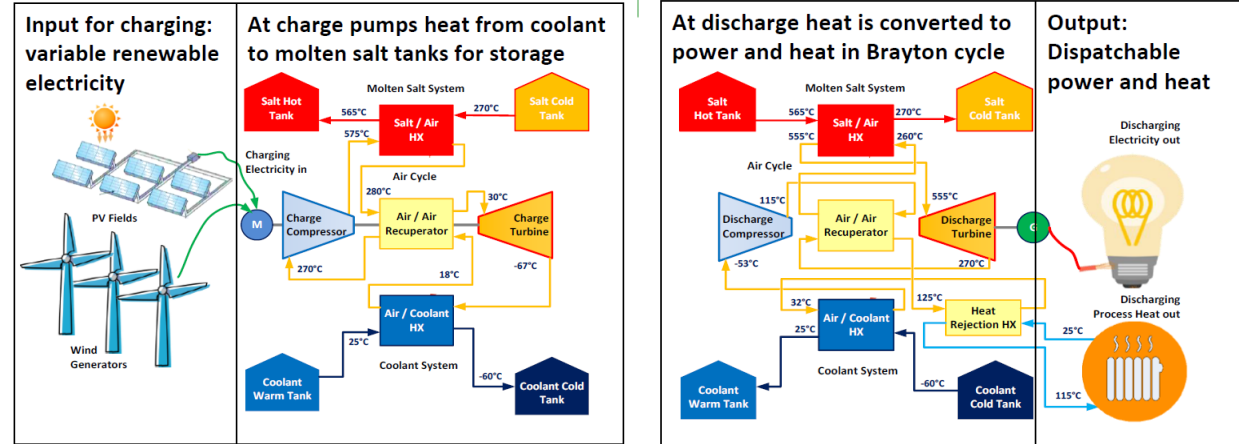 Input for charging:
variable renewable
electricity
At charge pumps heat from coolant
to molten salt tanks for storage
Molten Salt System
Salt Hot
Tank
565°C
Salt / Air
HX
270°C
Salt Cold
Tank
575°C
Charging
Electricity in
Air Cycle
PV Fields
280°C
30°C
M
Charge
Compressor
Air / Air
Recuperator
Charge
Turbine
270°C
18°C
-67°C
Air / Coolant
HX
25°C
Wind
Generators
Coolant System
Coolant
Warm Tank
-60°C
Coolant Cold
Tank
At discharge heat is converted to
power and heat in Brayton cycle
Output:
Dispatchable
power and heat
Molten Salt System
Salt
Hot Tank
565°C
Salt / Air
HX
270°C
Salt
Cold Tank
555°C
260°C
Discharging
Electricity out
Air Cycle
115°C
555°C
Discharge
Compressor
Air / Air
Recuperator
Discharge
Turbine
G
-53°C
270°C
32°C
125°C
Air / Coolant
HX
Heat
Rejection HX
25°C
Discharging
Process Heat out
25°C
Coolant System
Coolant
Warm Tank
-60°C
Coolant
Cold Tank
115°C